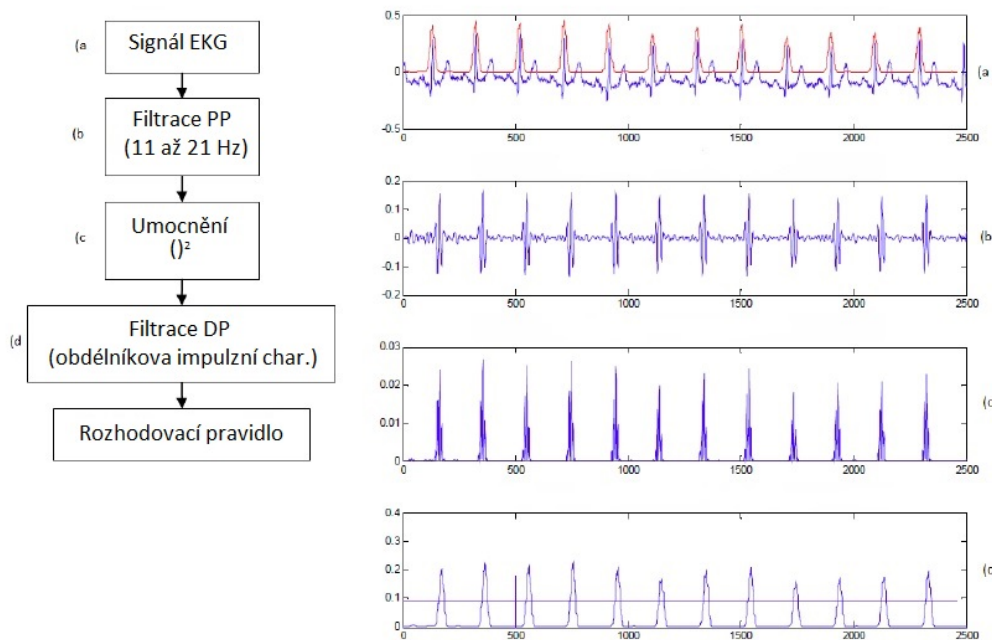 (a
Signál EKG
(b
Filtrace PP
(11 až 21 Hz)
(c
Umocnění
()²
(d
Filtrace DP
(obdélníkova impulzní char.)
Rozhodovací pravidlo
0.5
0
-0.5
0 500 1000 1500 2000 2500
(a
0.2
0.1
0
-0.1
-0.2
0 500 1000 1500 2000 2500
(b
0.03
0.02
0.01
0
0 500 1000 1500 2000 2500
0.4
0.3
0.2
0.1
0
0 500 1000 1500 2000 2500